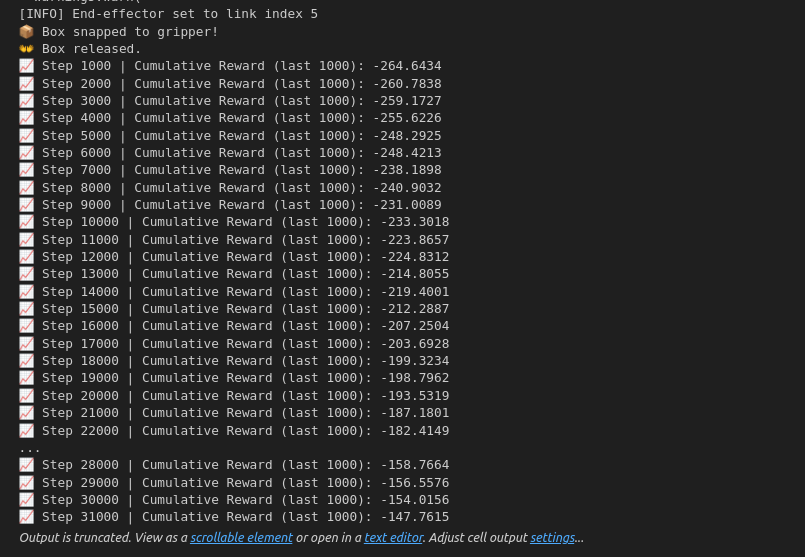 [INFO] End-effector set to link index 5
📦 Box snapped to gripper!
👐 Box released.
📈 Step 1000 | Cumulative Reward (last 1000): -264.6434
📈 Step 2000 | Cumulative Reward (last 1000): -260.7838
📈 Step 3000 | Cumulative Reward (last 1000): -259.1727
📈 Step 4000 | Cumulative Reward (last 1000): -255.6226
📈 Step 5000 | Cumulative Reward (last 1000): -248.2925
📈 Step 6000 | Cumulative Reward (last 1000): -248.4213
📈 Step 7000 | Cumulative Reward (last 1000): -238.1898
📈 Step 8000 | Cumulative Reward (last 1000): -240.9032
📈 Step 9000 | Cumulative Reward (last 1000): -231.0089
📈 Step 10000 | Cumulative Reward (last 1000): -233.3018
📈 Step 11000 | Cumulative Reward (last 1000): -223.8657
📈 Step 12000 | Cumulative Reward (last 1000): -224.8312
📈 Step 13000 | Cumulative Reward (last 1000): -214.8055
📈 Step 14000 | Cumulative Reward (last 1000): -219.4001
📈 Step 15000 | Cumulative Reward (last 1000): -212.2887
📈 Step 16000 | Cumulative Reward (last 1000): -207.2504
📈 Step 17000 | Cumulative Reward (last 1000): -203.6928
📈 Step 18000 | Cumulative Reward (last 1000): -199.3234
📈 Step 19000 | Cumulative Reward (last 1000): -198.7962
📈 Step 20000 | Cumulative Reward (last 1000): -193.5319
📈 Step 21000 | Cumulative Reward (last 1000): -187.1801
📈 Step 22000 | Cumulative Reward (last 1000): -182.4149
...
📈 Step 28000 | Cumulative Reward (last 1000): -158.7664
📈 Step 29000 | Cumulative Reward (last 1000): -156.5576
📈 Step 30000 | Cumulative Reward (last 1000): -154.0156
📈 Step 31000 | Cumulative Reward (last 1000): -147.7615
Output is truncated. View as a scrollable element or open in a text editor. Adjust cell output settings...